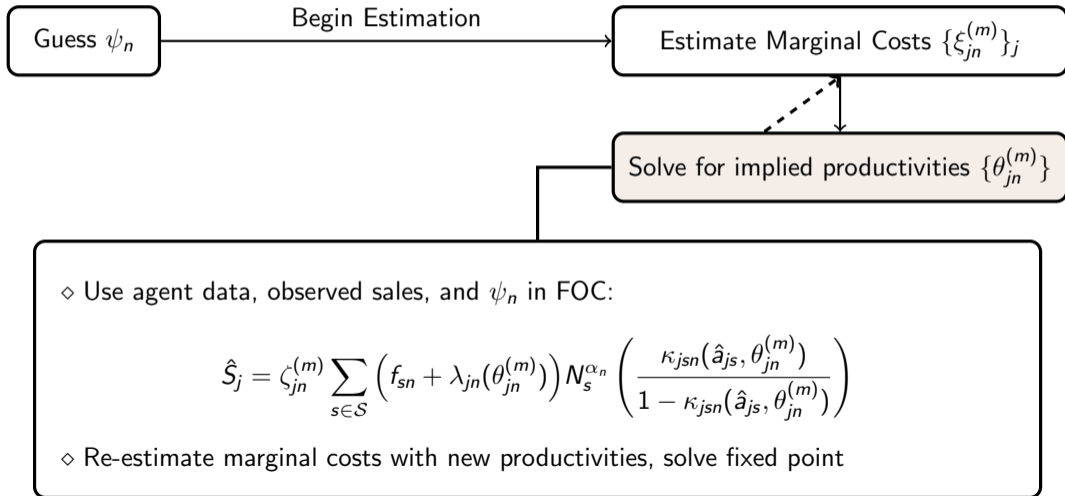 Guess ψ_n
Begin Estimation
Estimate Marginal Costs {ξ_{jn}^{(m)}}_j
Solve for implied productivities {θ_{jn}^{(m)}}
⋄ Use agent data, observed sales, and ψ_n in FOC:
Ŝ_j = ζ_{jn}^{(m)} ∑_{s∈𝒮} (f_{sn} + λ_{jn}(θ_{jn}^{(m)})) N_s^{α_n} (κ_{jsn}(â_{js}, θ_{jn}^{(m)}) / 1 − κ_{jsn}(â_{js}, θ_{jn}^{(m)}))
⋄ Re-estimate marginal costs with new productivities, solve fixed point